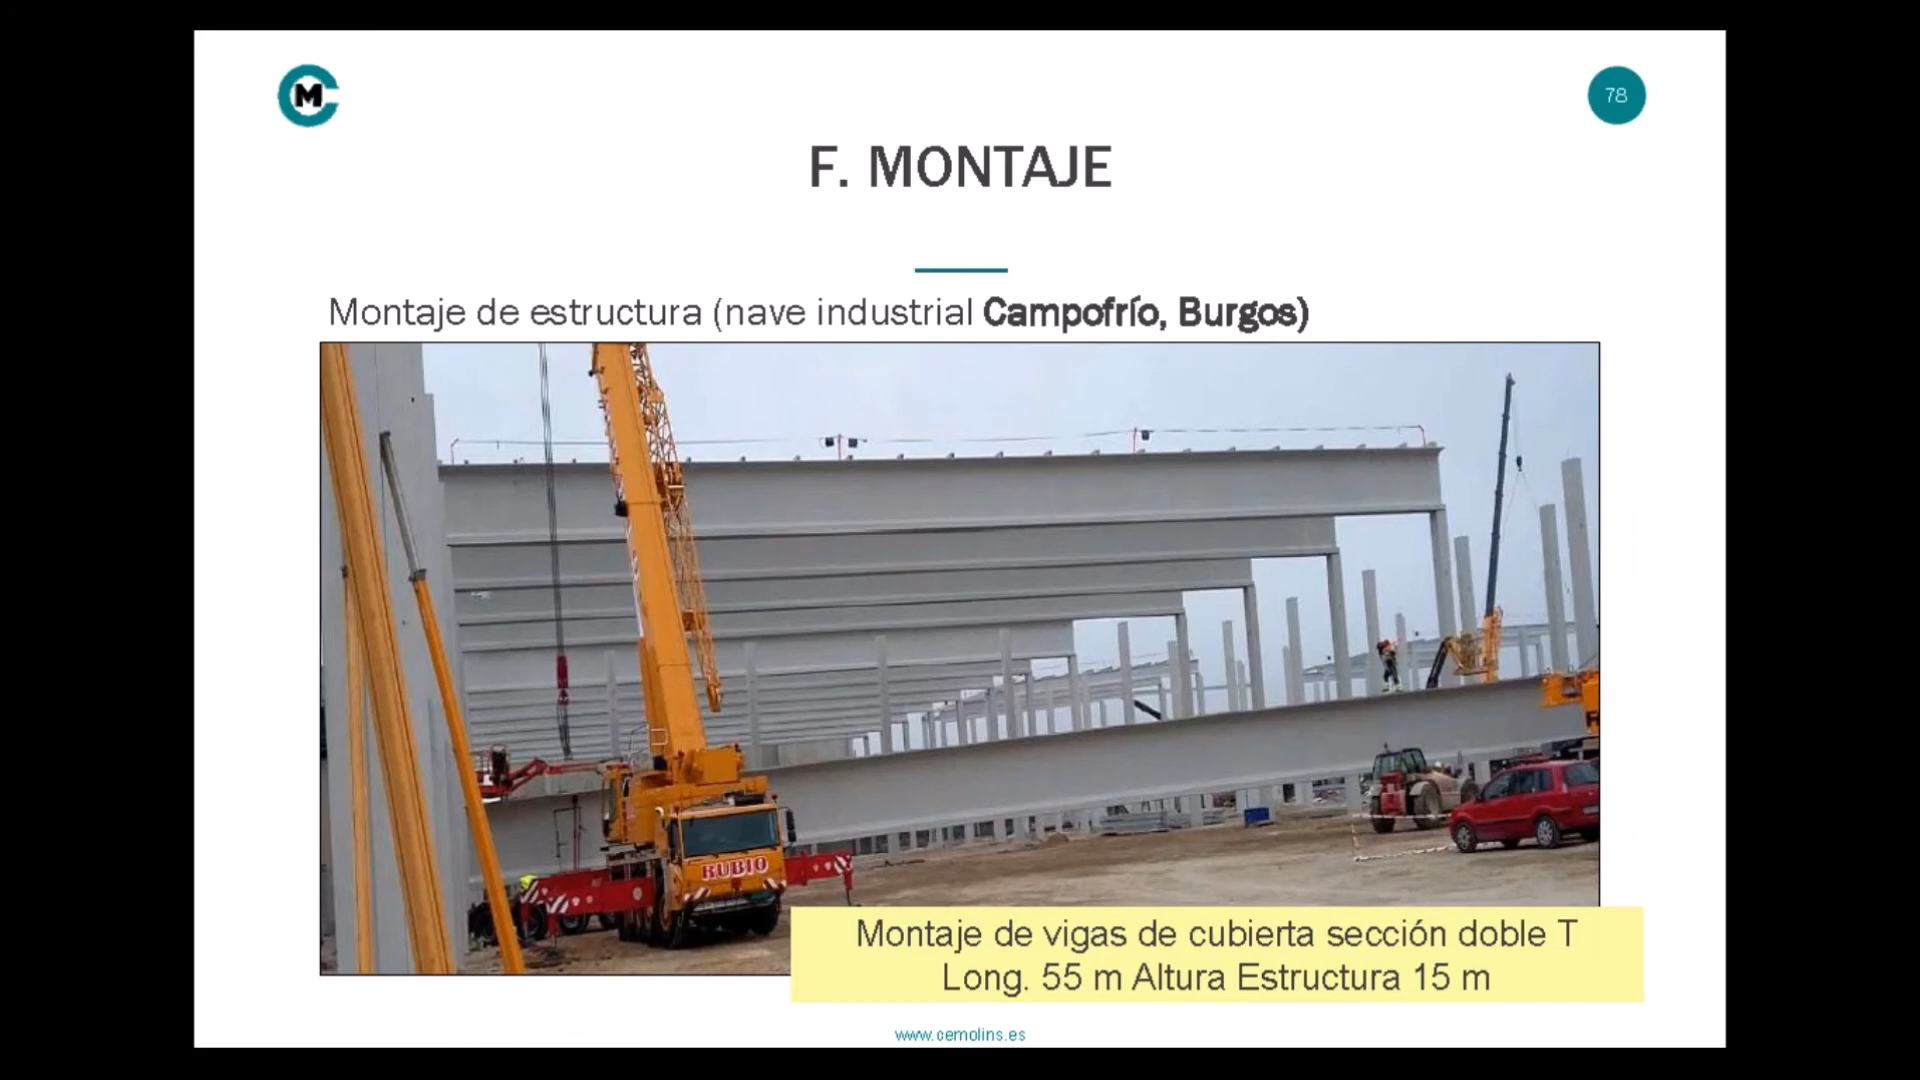 M
78
F. MONTAJE
Montaje de estructura (nave industrial Campofrío, Burgos)
RUBIO
Montaje de vigas de cubierta sección doble T
Long. 55 m Altura Estructura 15 m
www.cemolins.es